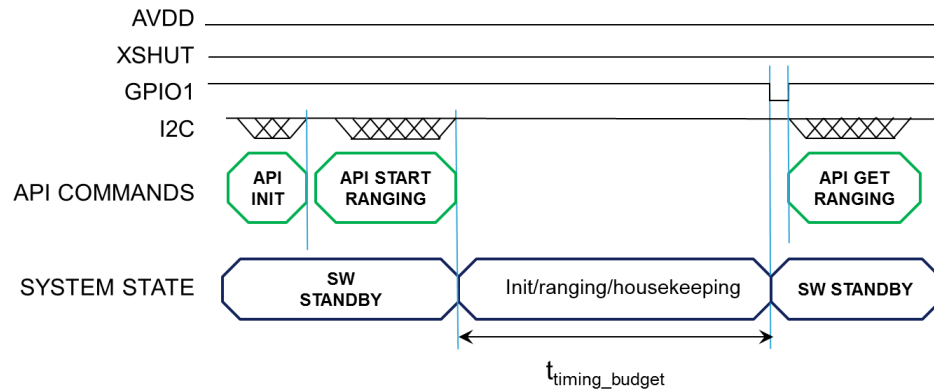 AVDD
XSHUT
GPIO1
I2C
API COMMANDS
API
INIT
API START
RANGING
API GET
RANGING
SYSTEM STATE
SW
STANDBY
Init/ranging/housekeeping
SW STANDBY
ttiming_budget